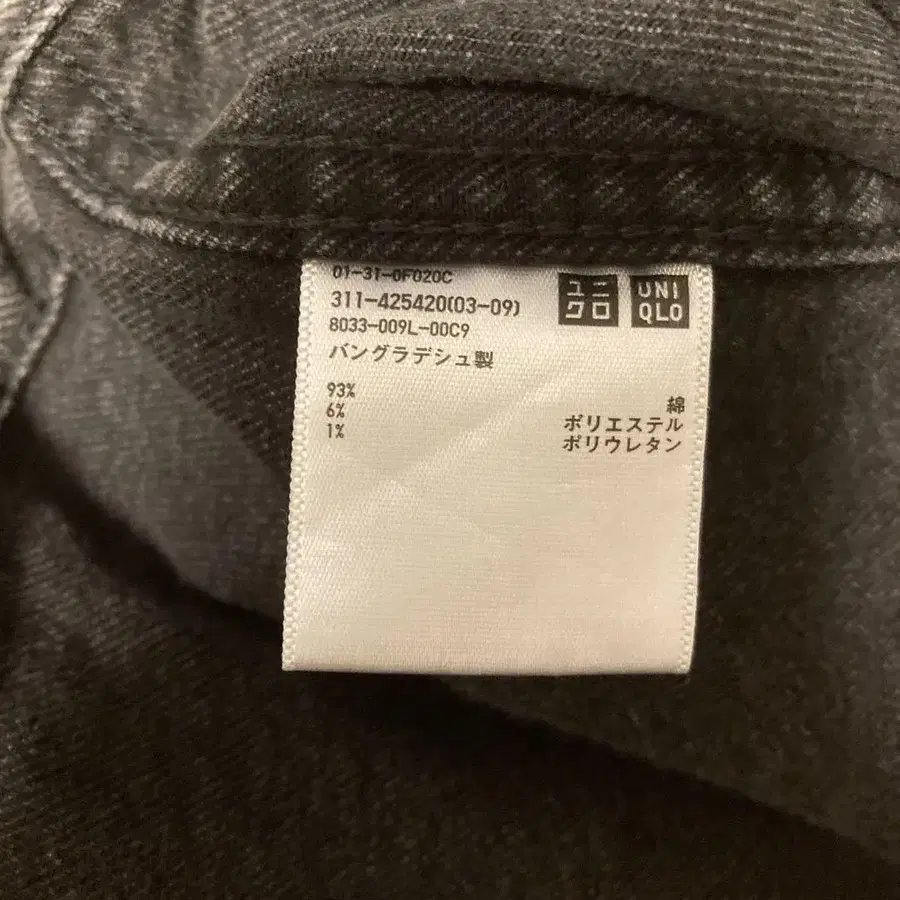 01-31-0F020C
311-425420(03-09)
8033-009L-00C9
バングラデシュ製
ユニ
クロ
UNI
QLO
93% 綿
6% ポリエステル
1% ポリウレタン